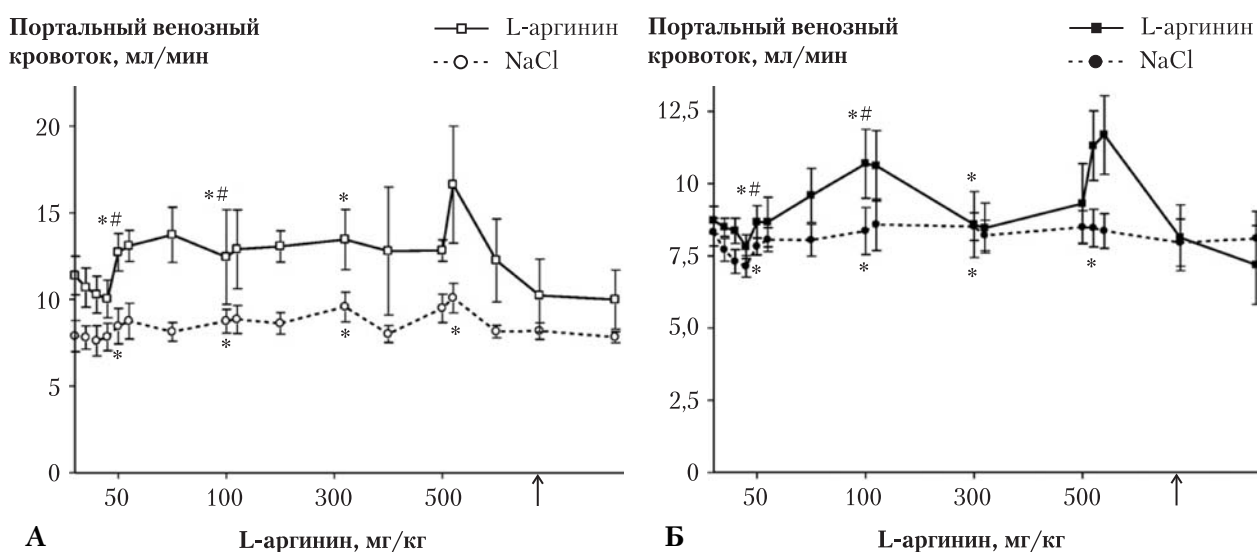 Портальный венозный
кровоток, мл/мин
L-аргинин
NaCl
20
15
10
5
0
*#
*#
*
*
*
*
*
50
100
300
500
↑
А
L-аргинин, мг/кг
Портальный венозный
кровоток, мл/мин
L-аргинин
NaCl
12,5
10
7,5
5,0
2,5
0
*#
*#
*
*
*
*
*
50
100
300
500
↑
Б
L-аргинин, мг/кг